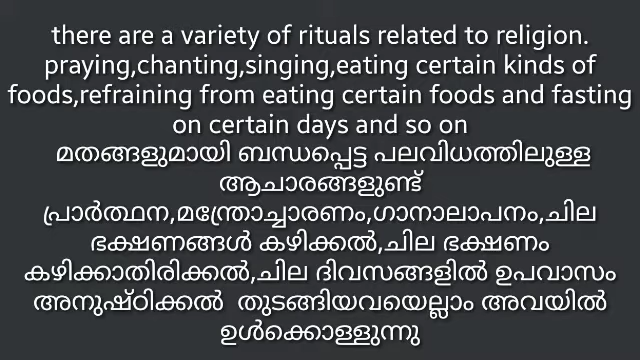 there are a variety of rituals related to religion.
praying,chanting,singing,eating certain kinds of
foods,refraining from eating certain foods and fasting
on certain days and so on
മതങ്ങളുമായി ബന്ധപ്പെട്ട പലവിധത്തിലുള്ള
ആചാരങ്ങളുണ്ട്
പ്രാർത്ഥന,മന്ത്രോച്ചാരണം,ഗാനാലാപനം,ചില
ഭക്ഷണങ്ങൾ കഴിക്കൽ,ചില ഭക്ഷണം
കഴിക്കാതിരിക്കൽ,ചില ദിവസങ്ങളിൽ ഉപവാസം
അനുഷ്ഠിക്കൽ തുടങ്ങിയവയെല്ലാം അവയിൽ
ഉൾക്കൊള്ളുന്നു